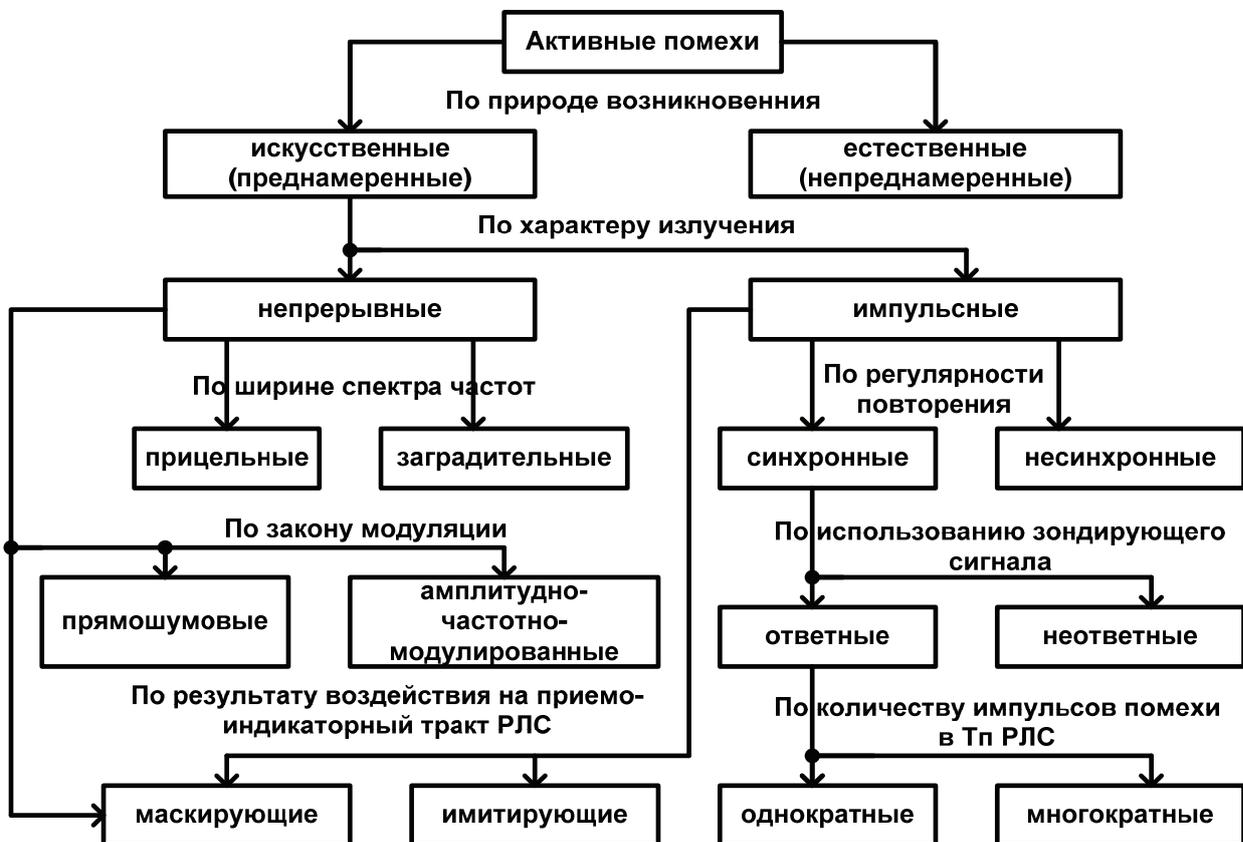 Активные помехи
По природе возникновенния
искусственные
(преднамеренные)
естественные
(непреднамеренные)
По характеру излучения
непрерывные
импульсные
По ширине спектра частот
По регулярности
повторения
прицельные
заградительные
синхронные
несинхронные
По закону модуляции
По использованию зондирующего
сигнала
прямошумовые
амплитудно-
частотно-
модулированные
ответные
неответные
По результату воздействия на приемо-
индикаторный тракт РЛС
По количеству импульсов помехи
в Тп РЛС
маскирующие
имитирующие
однократные
многократные